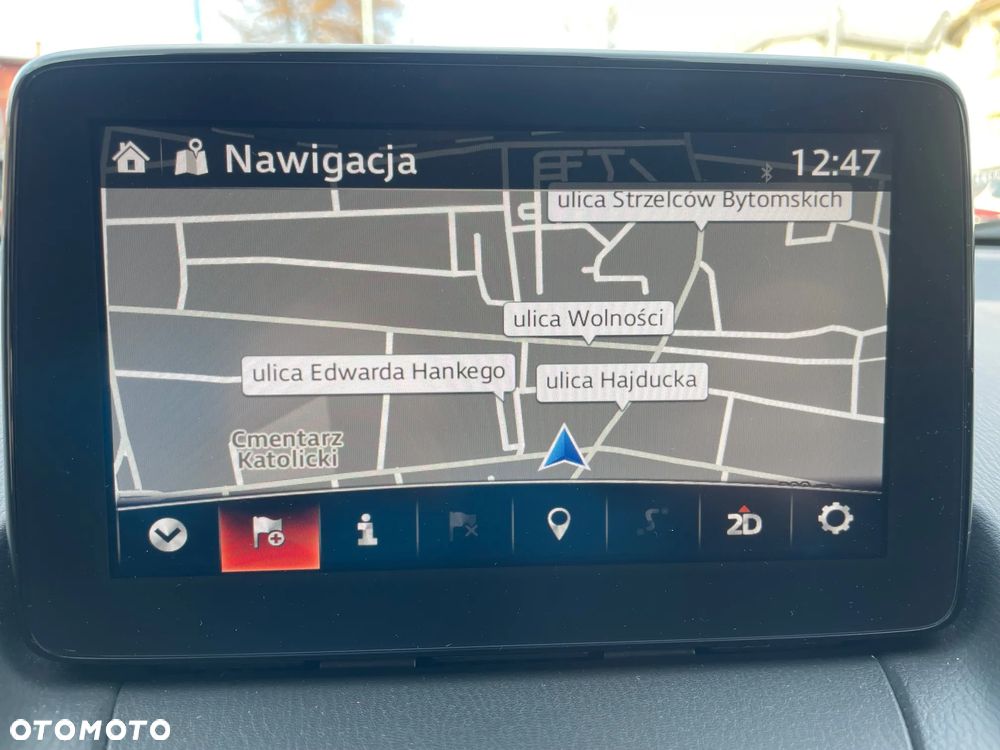 Nawigacja
12:47
ulica Strzelców Bytomskich
ulica Wolności
ulica Edwarda Hankego
ulica Hajducka
Cmentarz
Katolicki
2D
OTOMOTO